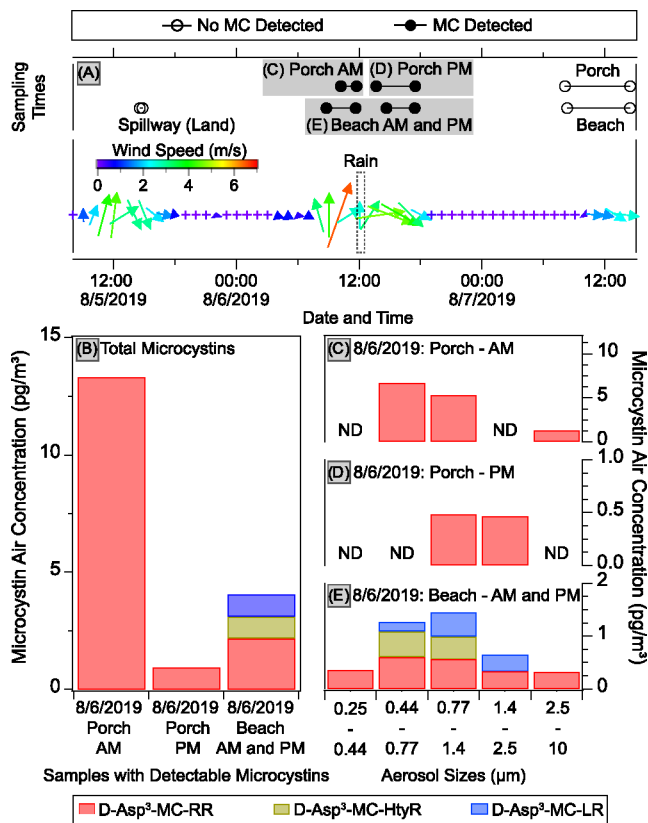 No MC Detected MC Detected
(A)
(C) Porch AM (D) Porch PM Porch
Sampling Times
Spillway (Land) (E) Beach AM and PM Beach
Wind Speed (m/s)
0 2 4 6
Rain
12:00 00:00 12:00 00:00 12:00
8/5/2019 8/6/2019 8/7/2019
Date and Time
Microcystin Air Concentration (pg/m³)
15
10
5
0
(B) Total Microcystins
8/6/2019 8/6/2019 8/6/2019
Porch Porch Beach
AM PM AM and PM
Samples with Detectable Microcystins
(C) 8/6/2019: Porch - AM
ND ND
10
5
0
(D) 8/6/2019: Porch - PM
ND ND ND
1.0
0.5
0.0
(E) 8/6/2019: Beach - AM and PM
2
1
0
Microcystin Air Concentration (pg/m³)
0.25 0.44 0.77 1.4 2.5
- - - - -
0.44 0.77 1.4 2.5 10
Aerosol Sizes (µm)
D-Asp³-MC-RR D-Asp³-MC-HtyR D-Asp³-MC-LR